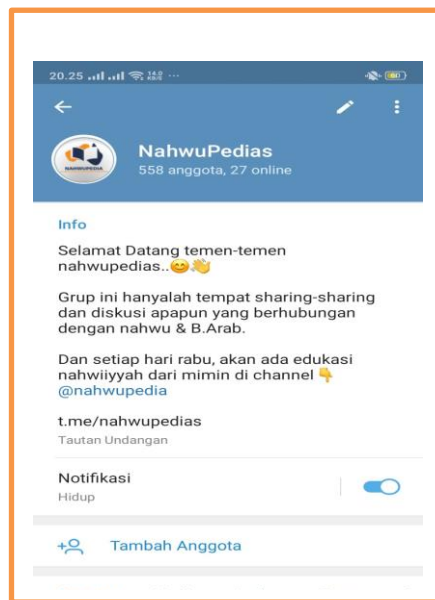 20.25
NahwuPedias
558 anggota, 27 online
NAHWUPEDIA
Info
Selamat Datang temen-temen
nahwupedias..😊👋
Grup ini hanyalah tempat sharing-sharing
dan diskusi apapun yang berhubungan
dengan nahwu & B.Arab.
Dan setiap hari rabu, akan ada edukasi
nahwiiyyah dari mimin di channel 👇
@nahwupedia
t.me/nahwupedias
Tautan Undangan
Notifikasi
Hidup
Tambah Anggota